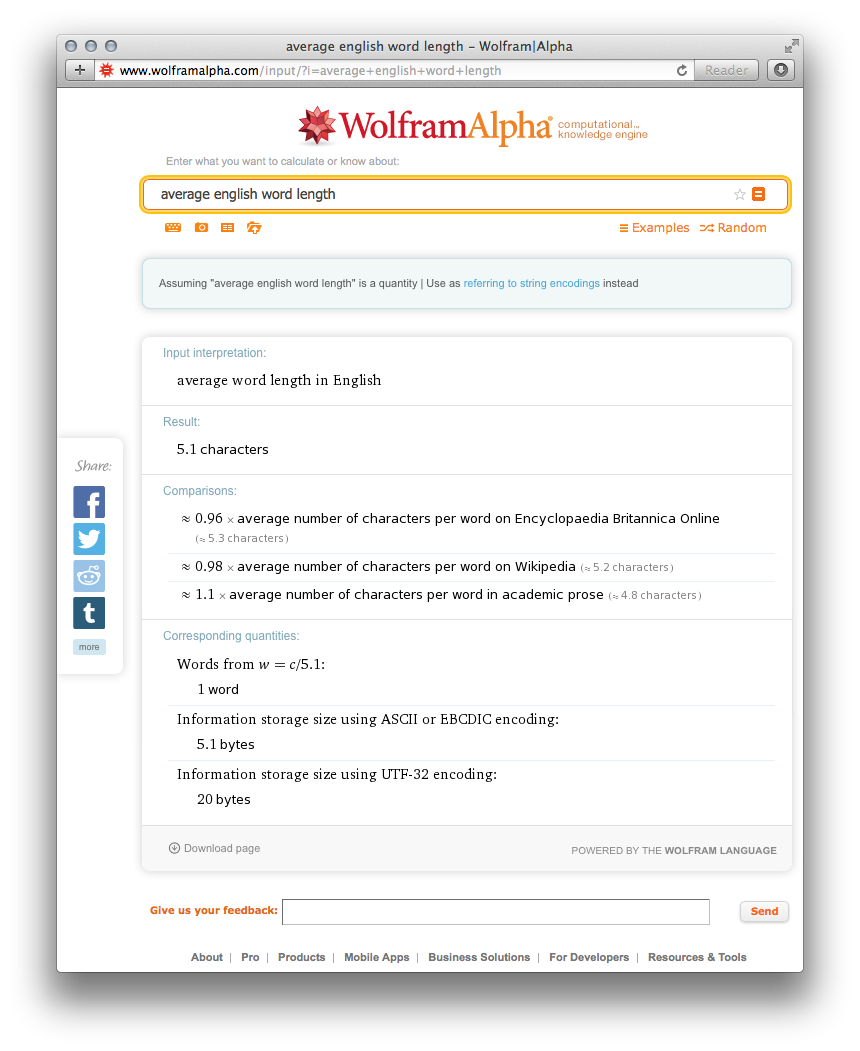 average english word length – Wolfram|Alpha
+ www.wolframalpha.com/input/?i=average+english+word+length Reader
WolframAlpha computational...
knowledge engine
Enter what you want to calculate or know about:
average english word length
Examples Random
Assuming "average english word length" is a quantity | Use as referring to string encodings instead
Input interpretation:
average word length in English
Result:
5.1 characters
Share:
Comparisons:
≈ 0.96 × average number of characters per word on Encyclopaedia Britannica Online
(≈ 5.3 characters)
≈ 0.98 × average number of characters per word on Wikipedia (≈ 5.2 characters)
≈ 1.1 × average number of characters per word in academic prose (≈ 4.8 characters)
f
t
more
Corresponding quantities:
Words from w = c/5.1:
1 word
Information storage size using ASCII or EBCDIC encoding:
5.1 bytes
Information storage size using UTF-32 encoding:
20 bytes
Download page POWERED BY THE WOLFRAM LANGUAGE
Give us your feedback: Send
About | Pro | Products | Mobile Apps | Business Solutions | For Developers | Resources & Tools